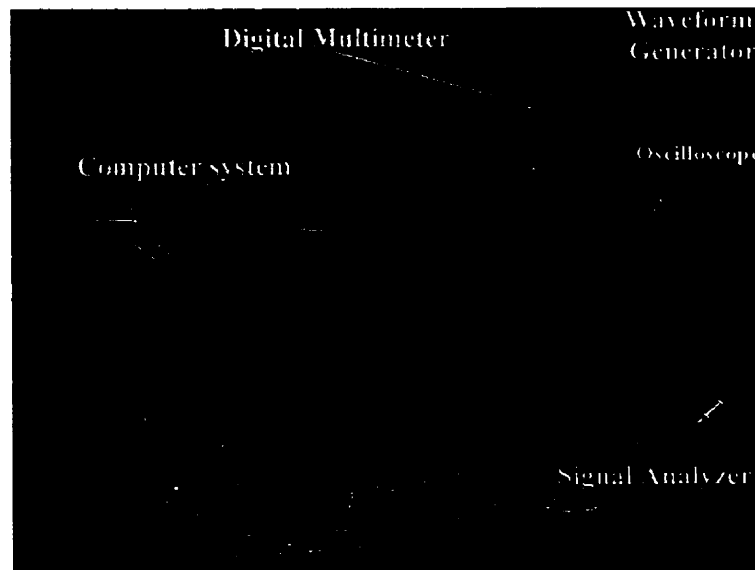 Waveform
Generator
Digital Multimeter
Oscilloscope
Computer system
Signal Analyzer